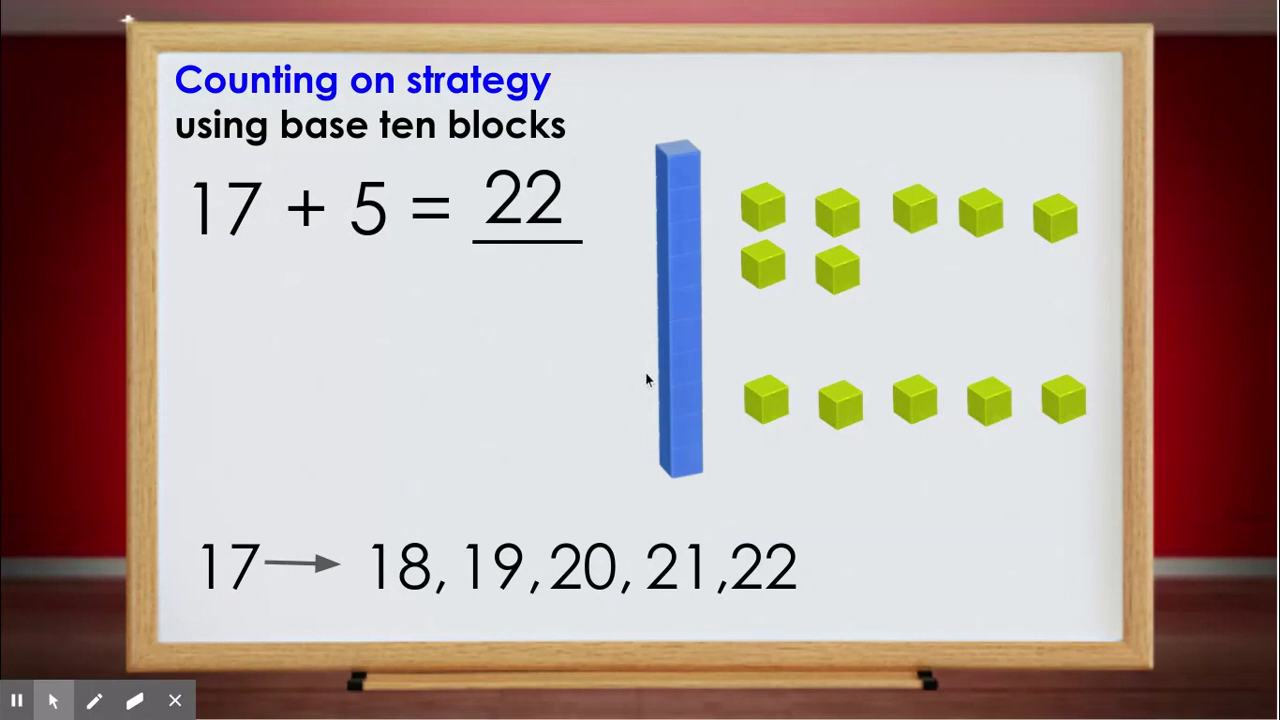 Counting on strategy
using base ten blocks
17 + 5 = 22
17 → 18, 19, 20, 21, 22